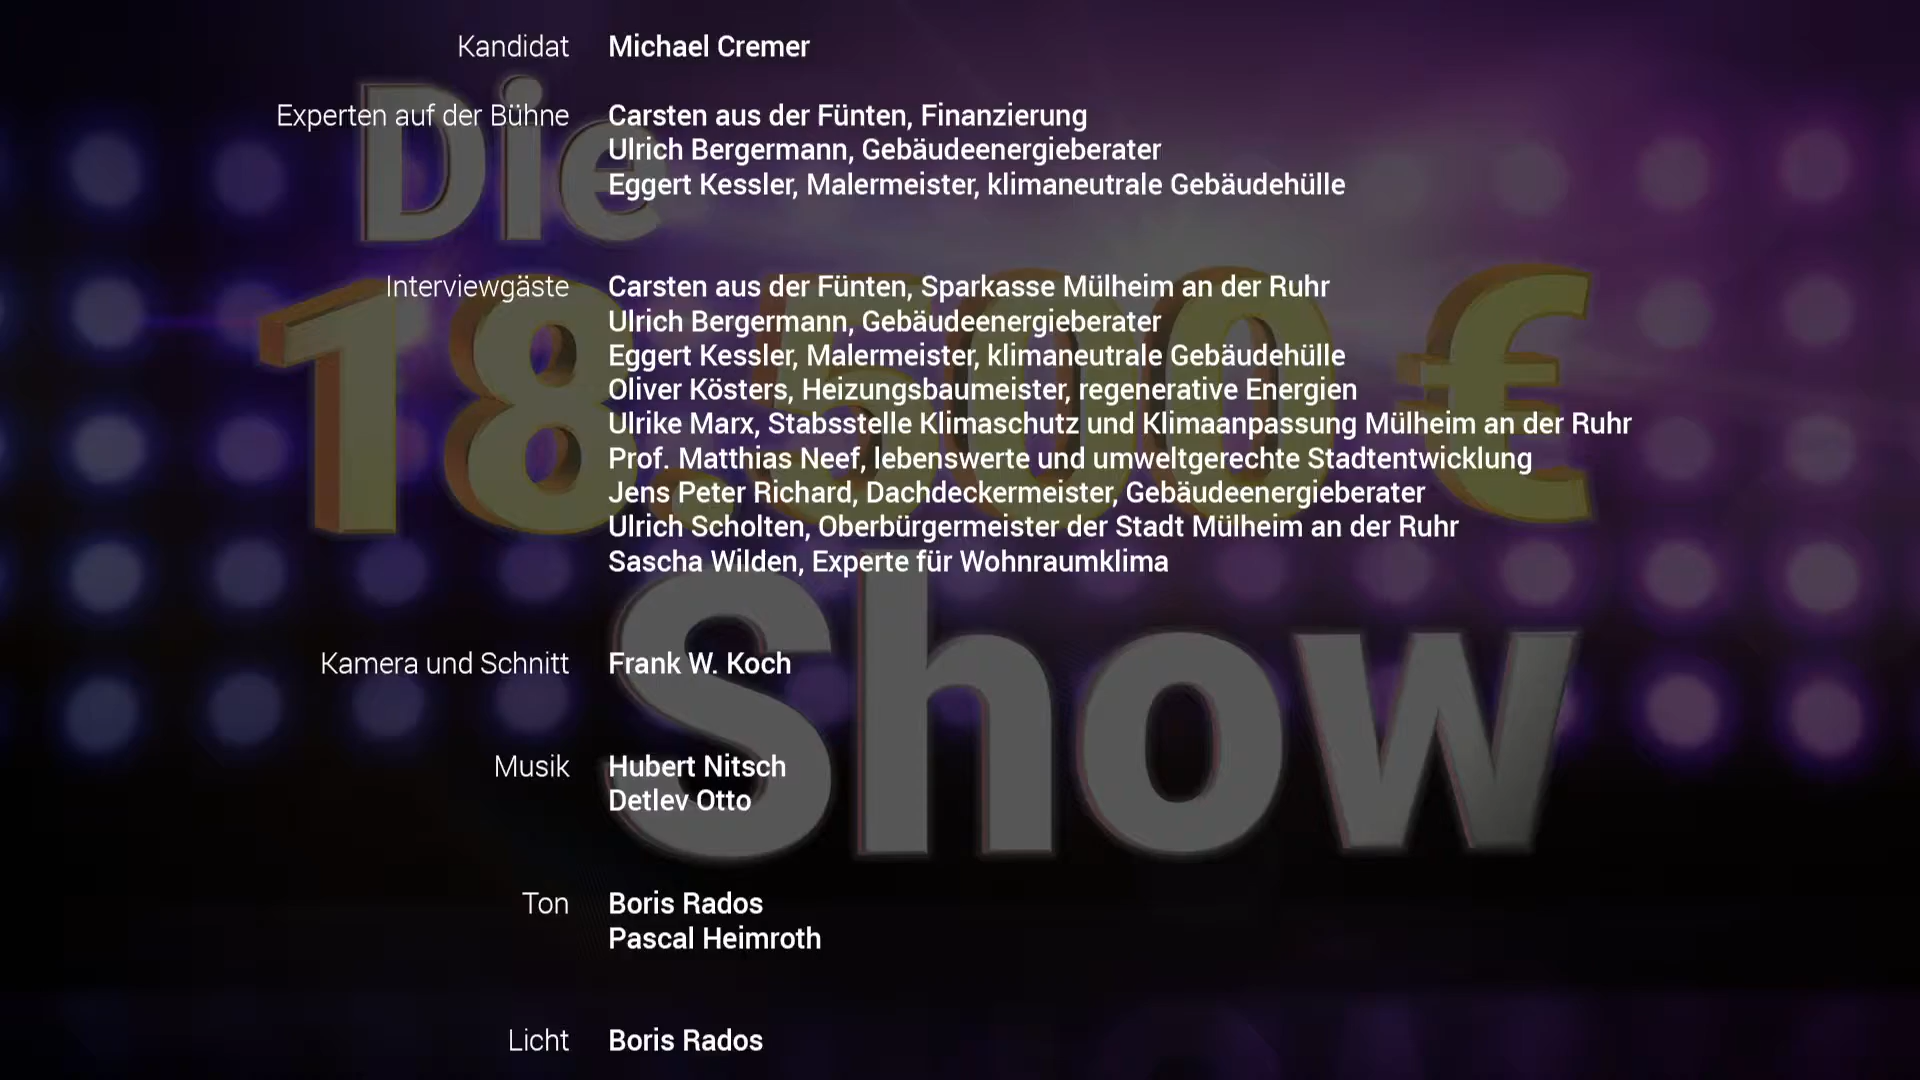 Kandidat Michael Cremer
Experten auf der Bühne Carsten aus der Fünten, Finanzierung
Ulrich Bergermann, Gebäudeenergieberater
Eggert Kessler, Malermeister, klimaneutrale Gebäudehülle
Interviewgäste Carsten aus der Fünten, Sparkasse Mülheim an der Ruhr
Ulrich Bergermann, Gebäudeenergieberater
Eggert Kessler, Malermeister, klimaneutrale Gebäudehülle
Oliver Kösters, Heizungsbaumeister, regenerative Energien
Ulrike Marx, Stabsstelle Klimaschutz und Klimaanpassung Mülheim an der Ruhr
Prof. Matthias Neef, lebenswerte und umweltgerechte Stadtentwicklung
Jens Peter Richard, Dachdeckermeister, Gebäudeenergieberater
Ulrich Scholten, Oberbürgermeister der Stadt Mülheim an der Ruhr
Sascha Wilden, Experte für Wohnraumklima
Kamera und Schnitt Frank W. Koch
Musik Hubert Nitsch
Detlev Otto
Ton Boris Rados
Pascal Heimroth
Licht Boris Rados
Die
18.500 €
Show